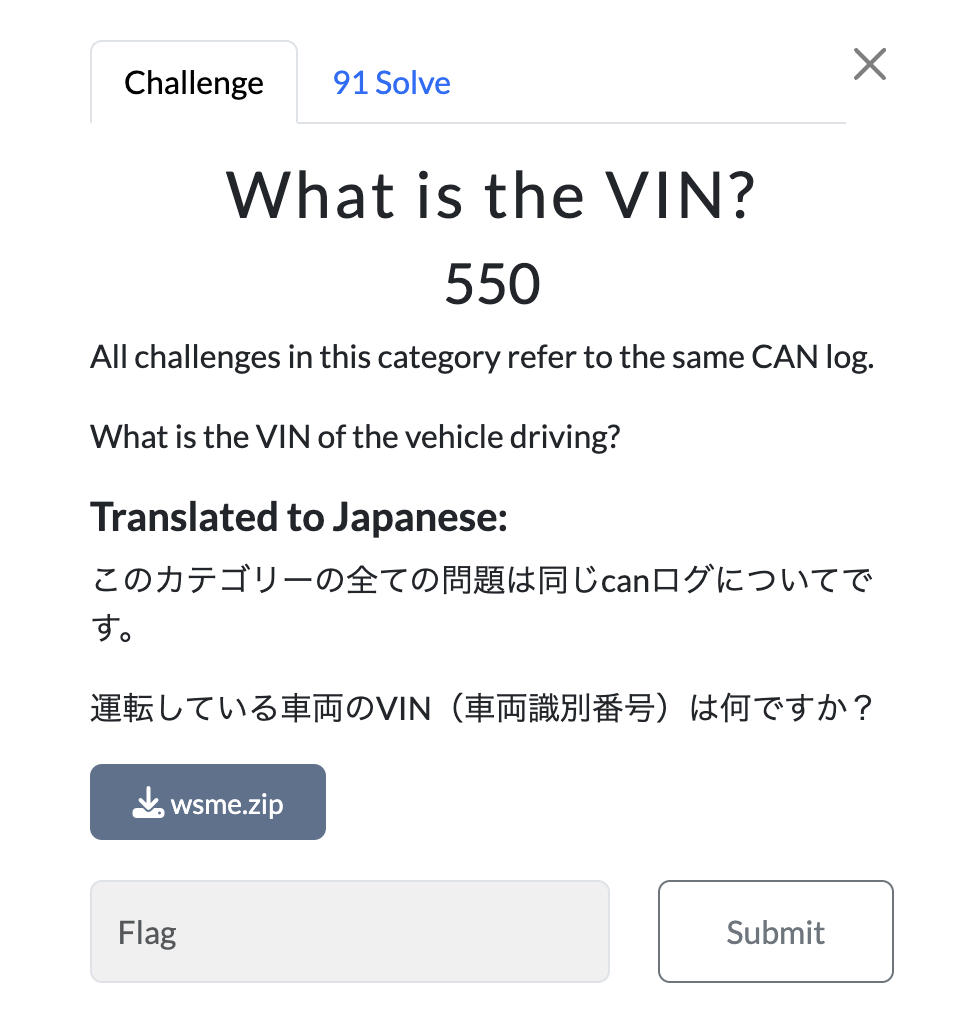 Challenge
91 Solve
What is the VIN?
550
All challenges in this category refer to the same CAN log.
What is the VIN of the vehicle driving?
Translated to Japanese:
このカテゴリーの全ての問題は同じcanログについてで
す。
運転している車両のVIN（車両識別番号）は何ですか？
wsme.zip
Flag
Submit